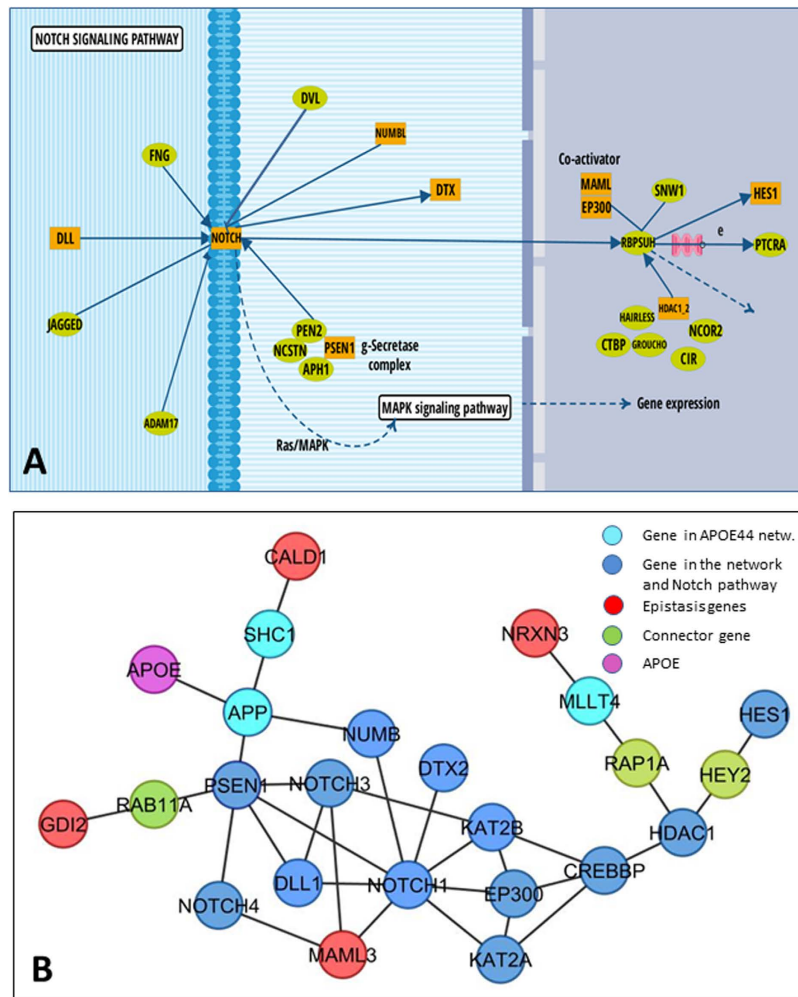 NOTCH SIGNALING PATHWAY
DVL
NUMBL
FNG
Co-activator
MAML
EP300
SNW1
HES1
DTX
DLL
NOTCH
RBPSUH
e
PTCRA
JAGGED
PEN2
NCSTN
PSEN1
APH1
g-Secretase
complex
HDAC1_2
HAIRLESS
NCOR2
CTBP
GROUCHO
CIR
ADAM17
Ras/MAPK
MAPK signaling pathway
Gene expression
A
Gene in APOE44 netw.
Gene in the network
and Notch pathway
Epistasis genes
Connector gene
APOE
CALD1
SHC1
NRXN3
APOE
MLLT4
APP
NUMB
HES1
DTX2
RAP1A
HEY2
PSEN1
NOTCH3
RAB11A
GDI2
KAT2B
HDAC1
CREBBP
DLL1
NOTCH1
EP300
NOTCH4
MAML3
KAT2A
B